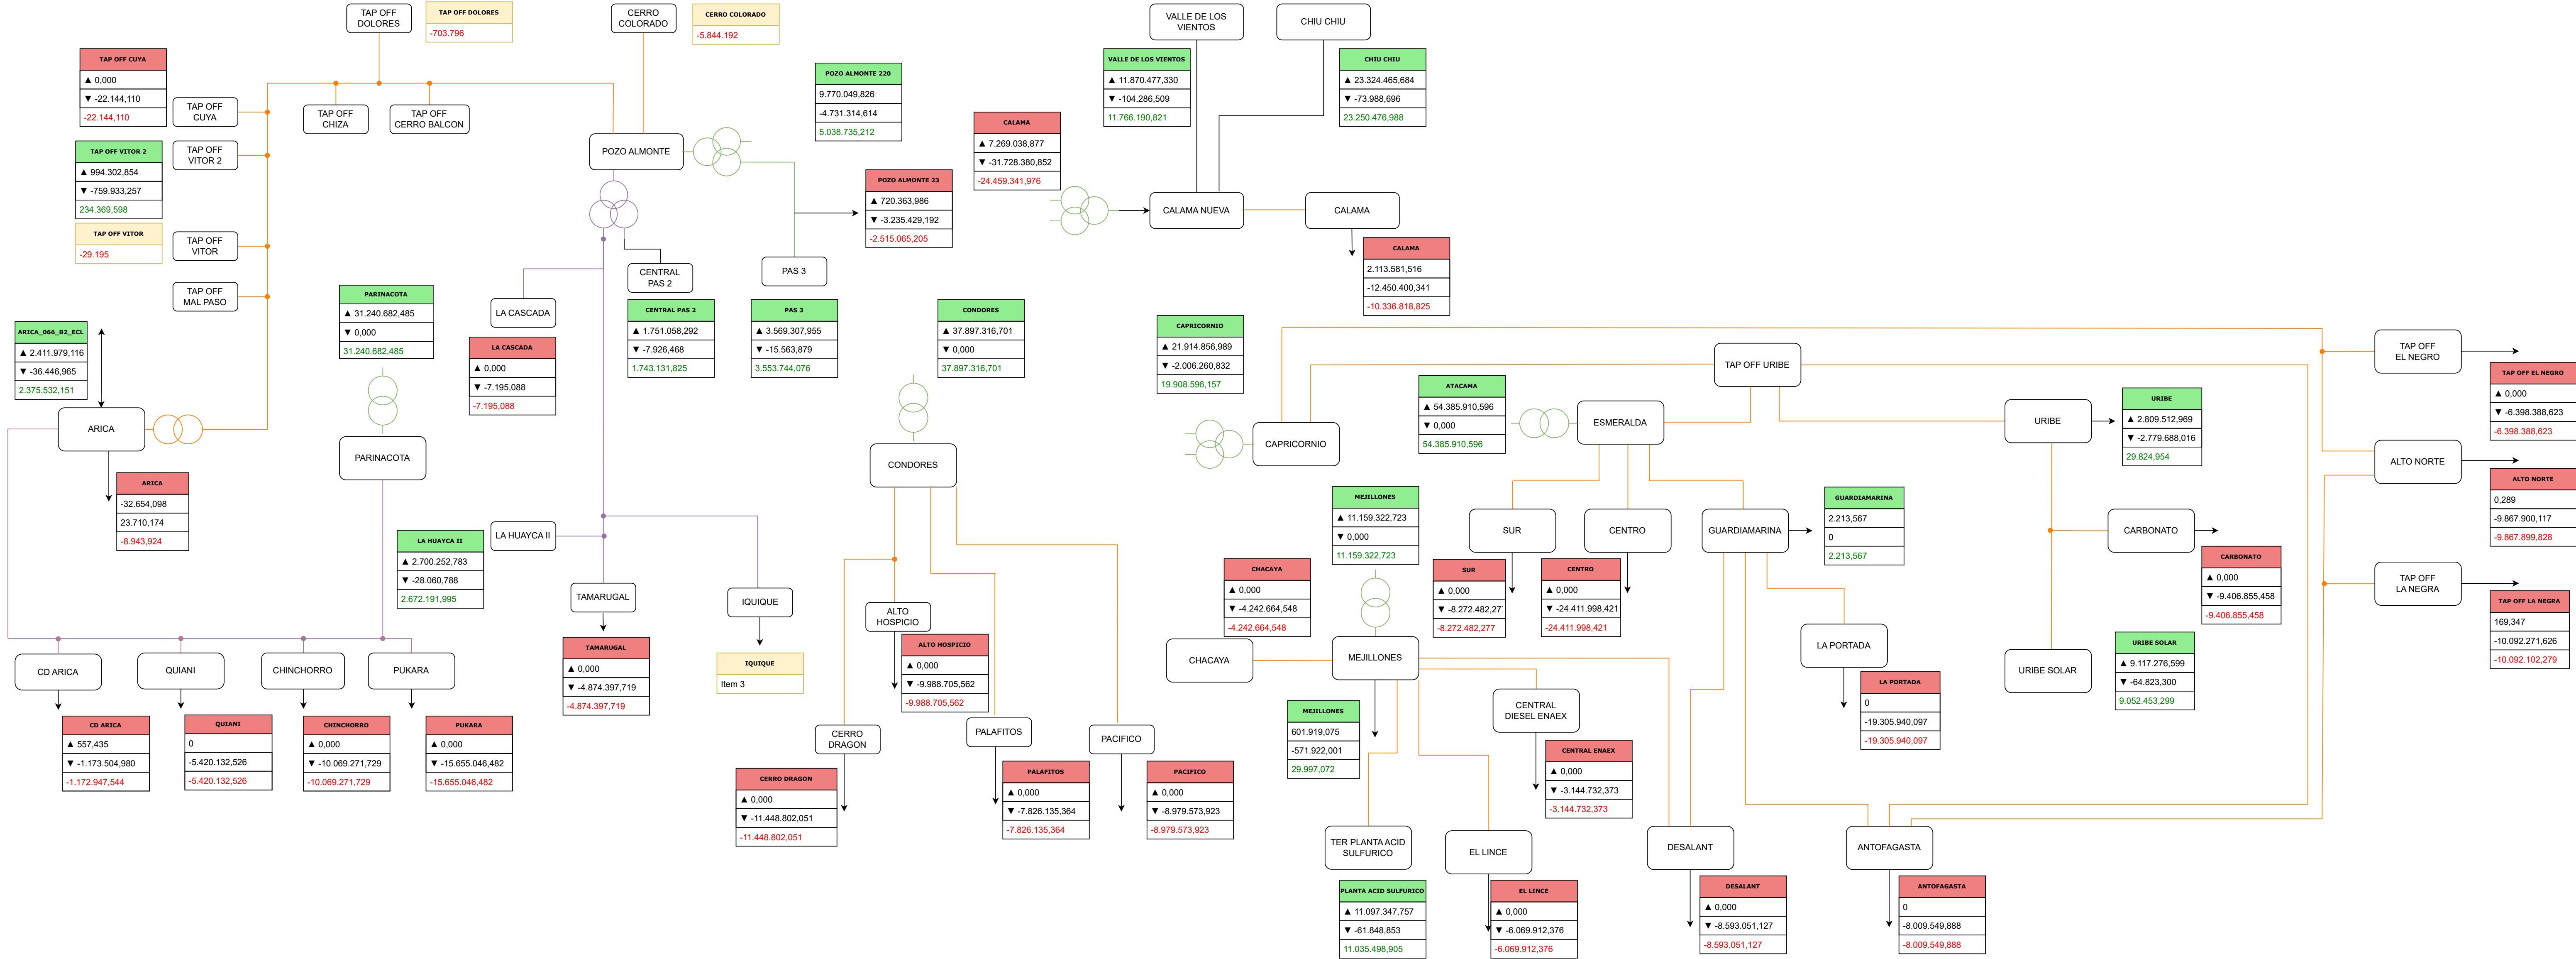 TAP OFF
DOLORES
TAP OFF DOLORES
-703.796
CERRO
COLORADO
CERRO COLORADO
-5.844.192
VALLE DE LOS
VIENTOS
CHIU CHIU
TAP OFF CUYA
▲ 0,000
▼ -22.144,110
-22.144,110
TAP OFF
CUYA
TAP OFF
CHIZA
TAP OFF
CERRO BALCON
POZO ALMONTE 220
9.770.049,826
-4.731.314,614
5.038.735,212
VALLE DE LOS VIENTOS
▲ 11.870.477,330
▼ -104.286,509
11.766.190,821
CHIU CHIU
▲ 23.324.465,684
▼ -73.988,696
23.250.476,988
TAP OFF VITOR 2
▲ 994.302,854
▼ -759.933,257
234.369,598
TAP OFF
VITOR 2
POZO ALMONTE
CALAMA
▲ 7.269.038,877
▼ -31.728.380,852
-24.459.341,976
POZO ALMONTE 23
▲ 720.363,986
▼ -3.235.429,192
-2.515.065,205
CALAMA NUEVA
CALAMA
TAP OFF VITOR
-29.195
TAP OFF
VITOR
CALAMA
2.113.581,516
-12.450.400,341
-10.336.818,825
TAP OFF
MAL PASO
CENTRAL
PAS 2
PAS 3
PARINACOTA
▲ 31.240.682,485
▼ 0,000
31.240.682,485
LA CASCADA
CENTRAL PAS 2
▲ 1.751.058,292
▼ -7.926,468
1.743.131,825
PAS 3
▲ 3.569.307,955
▼ -15.563,879
3.553.744,076
CONDORES
▲ 37.897.316,701
▼ 0,000
37.897.316,701
CAPRICORNIO
▲ 21.914.856,989
▼ -2.006.260,832
19.908.596,157
ARICA_066_B2_ECL
▲ 2.411.979,116
▼ -36.446,965
2.375.532,151
LA CASCADA
▲ 0,000
▼ -7.195,088
-7.195,088
TAP OFF URIBE
TAP OFF
EL NEGRO
TAP OFF EL NEGRO
▲ 0,000
▼ -6.398.388,623
-6.398.388,623
ATACAMA
▲ 54.385.910,596
▼ 0,000
54.385.910,596
ESMERALDA
URIBE
URIBE
▲ 2.809.512,969
▼ -2.779.688,016
29.824,954
ARICA
PARINACOTA
CONDORES
CAPRICORNIO
ALTO NORTE
ALTO NORTE
0,289
-9.867.900,117
-9.867.899,828
ARICA
-32.654,098
23.710,174
-8.943,924
MEJILLONES
▲ 11.159.322,723
▼ 0,000
11.159.322,723
SUR
CENTRO
GUARDIAMARINA
GUARDIAMARINA
2.213,567
0
2.213,567
CARBONATO
CARBONATO
▲ 0,000
▼ -9.406.855,458
-9.406.855,458
LA HUAYCA II
▲ 2.700.252,783
▼ -28.060,788
2.672.191,995
LA HUAYCA II
CHACAYA
▲ 0,000
▼ -4.242.664,548
-4.242.664,548
SUR
▲ 0,000
▼ -8.272.482,27
-8.272.482,277
CENTRO
▲ 0,000
▼ -24.411.998,421
-24.411.998,421
TAP OFF
LA NEGRA
TAP OFF LA NEGRA
169,347
-10.092.271,626
-10.092.102,279
TAMARUGAL
IQUIQUE
ALTO
HOSPICIO
TAMARUGAL
▲ 0,000
▼ -4.874.397,719
-4.874.397,719
IQUIQUE
Item 3
ALTO HOSPICIO
▲ 0,000
▼ -9.988.705,562
-9.988.705,562
CHACAYA
MEJILLONES
LA PORTADA
URIBE SOLAR
URIBE SOLAR
▲ 9.117.276,599
▼ -64.823,300
9.052.453,299
CD ARICA
QUIANI
CHINCHORRO
PUKARA
LA PORTADA
0
-19.305.940,097
-19.305.940,097
CD ARICA
▲ 557,435
▼ -1.173.504,980
-1.172.947,544
QUIANI
0
-5.420.132,526
-5.420.132,526
CHINCHORRO
▲ 0,000
▼ -10.069.271,729
-10.069.271,729
PUKARA
▲ 0,000
▼ -15.655.046,482
-15.655.046,482
CERRO
DRAGON
PALAFITOS
PACIFICO
MEJILLONES
601.919,075
-571.922,001
29.997,072
CENTRAL
DIESEL ENAEX
CENTRAL ENAEX
▲ 0,000
▼ -3.144.732,373
-3.144.732,373
CERRO DRAGON
▲ 0,000
▼ -11.448.802,051
-11.448.802,051
PALAFITOS
▲ 0,000
▼ -7.826.135,364
-7.826.135,364
PACIFICO
▲ 0,000
▼ -8.979.573,923
-8.979.573,923
TER PLANTA ACID
SULFURICO
EL LINCE
DESALANT
ANTOFAGASTA
PLANTA ACID SULFURICO
▲ 11.097.347,757
▼ -61.848,853
11.035.498,905
EL LINCE
▲ 0,000
▼ -6.069.912,376
-6.069.912,376
DESALANT
▲ 0,000
▼ -8.593.051,127
-8.593.051,127
ANTOFAGASTA
0
-8.009.549,888
-8.009.549,888